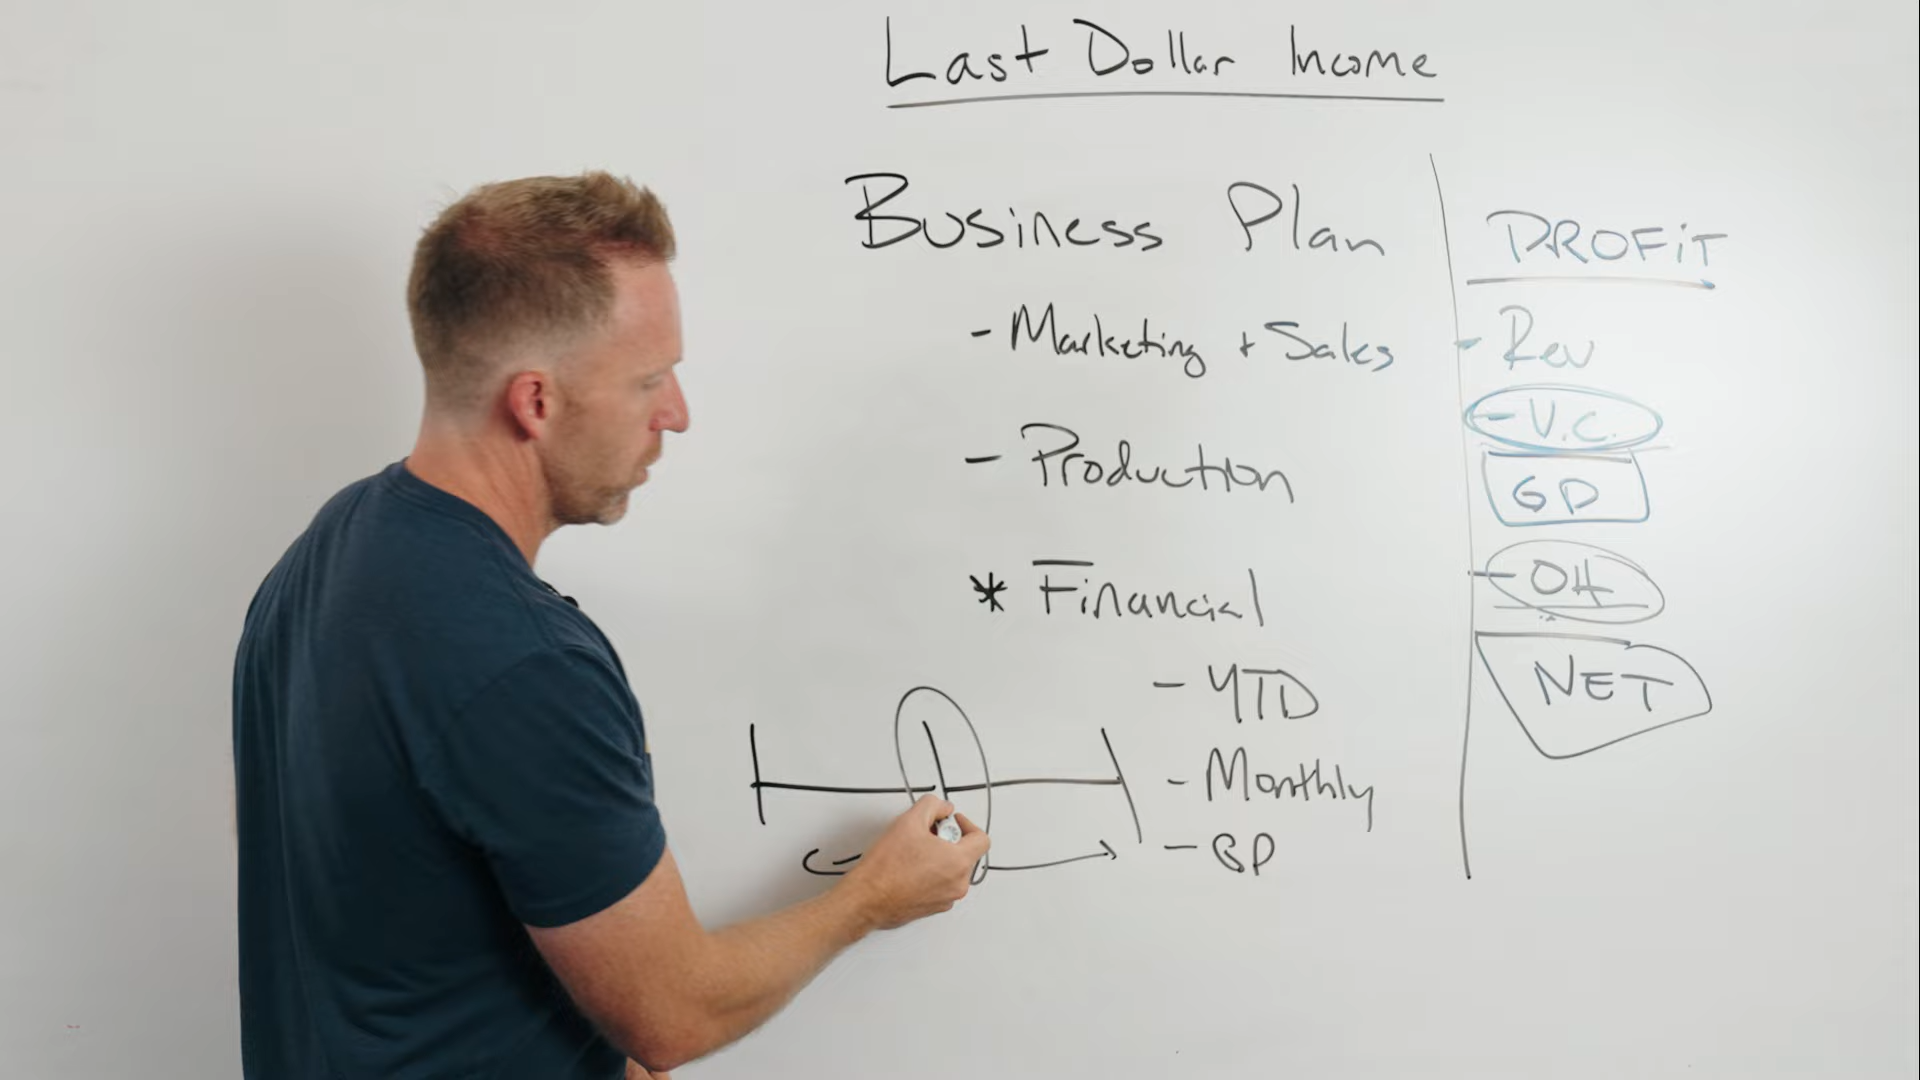 Last Dollar Income
Business Plan
- Marketing + Sales
- Production
* Financial
- YTD
- Monthly
- GP
PROFiT
- Rev
- V.C.
GP
- OH
NET